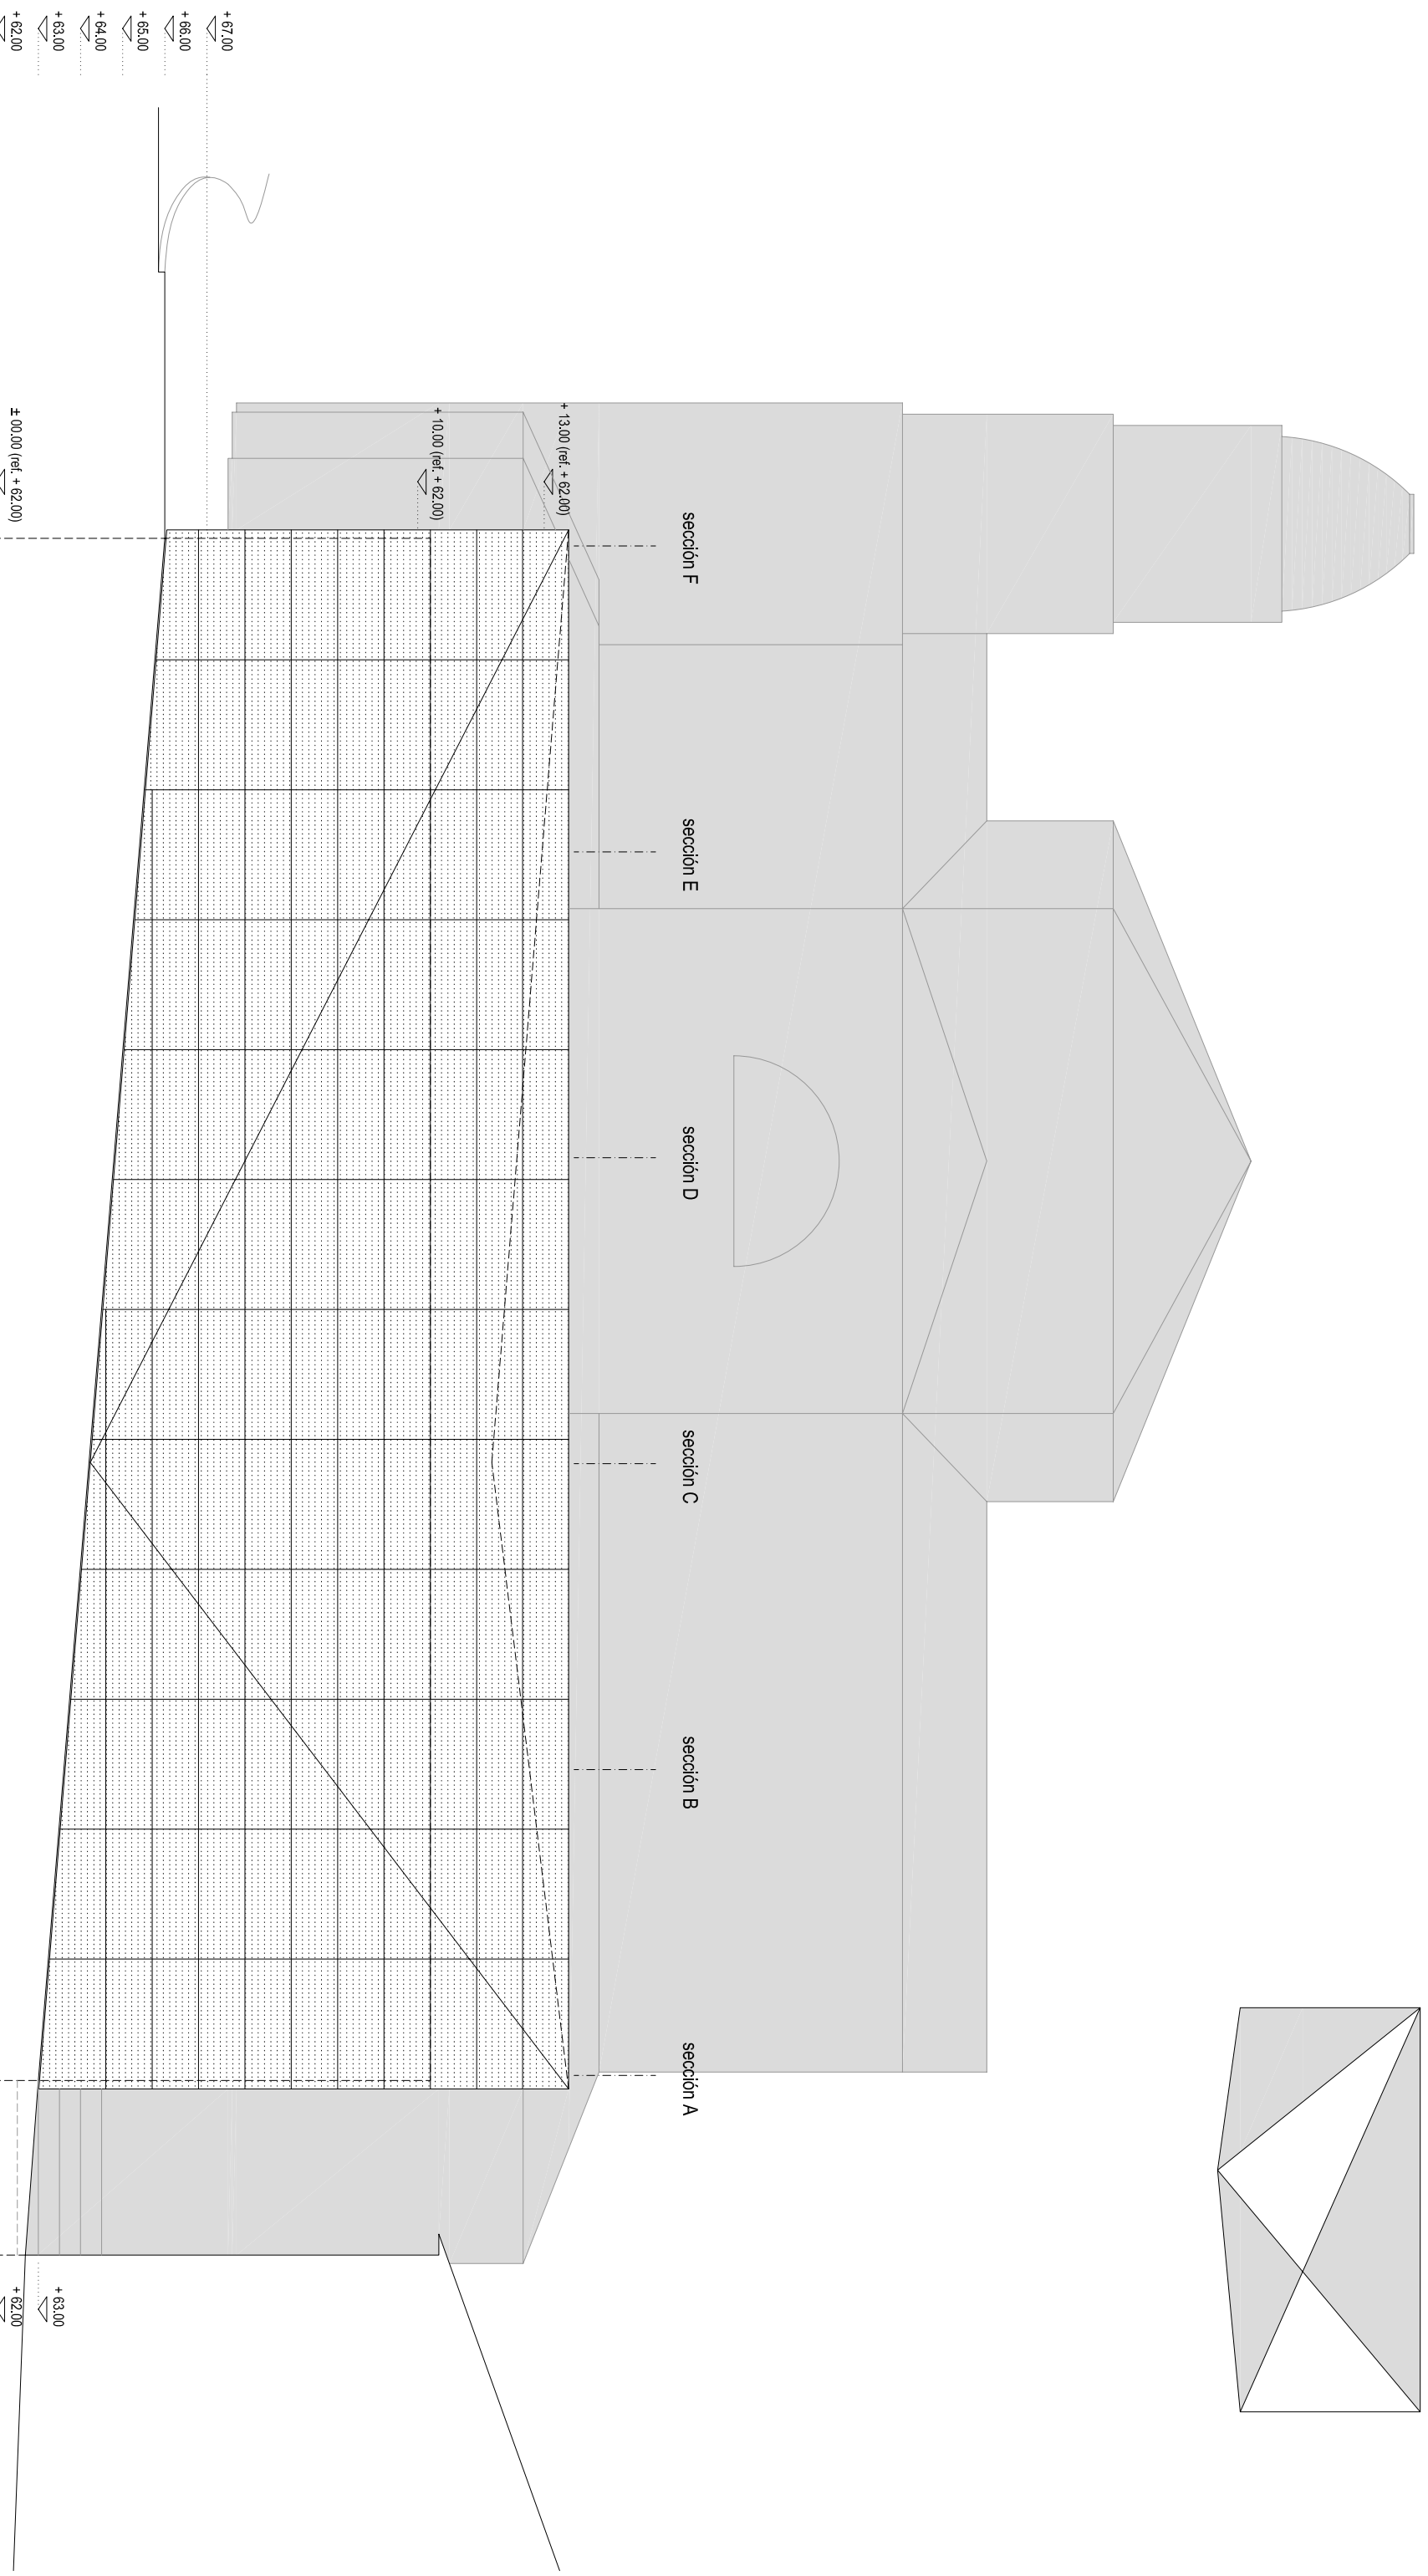 sección F
sección E
sección D
sección C
sección B
sección A
+ 13.00 (ref. + 62.00)
+ 10.00 (ref. + 62.00)
+ 67.00
+ 66.00
+ 65.00
+ 64.00
+ 63.00
+ 63.00
+ 62.00
± 00.00 (ref. + 62.00)
+ 62.00